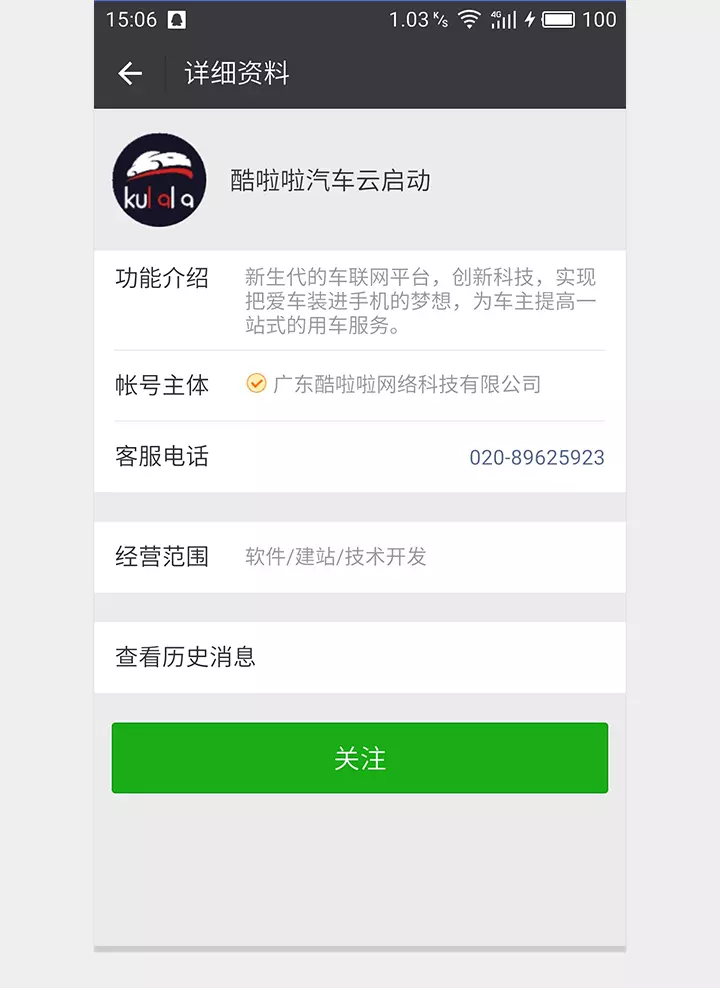 15:06 1.03 K/s 4G 100
详细资料
kulala
酷啦啦汽车云启动
功能介绍
新生代的车联网平台，创新科技，实现
把爱车装进手机的梦想，为车主提高一
站式的用车服务。
帐号主体 广东酷啦啦网络科技有限公司
客服电话 020-89625923
经营范围 软件/建站/技术开发
查看历史消息
关注